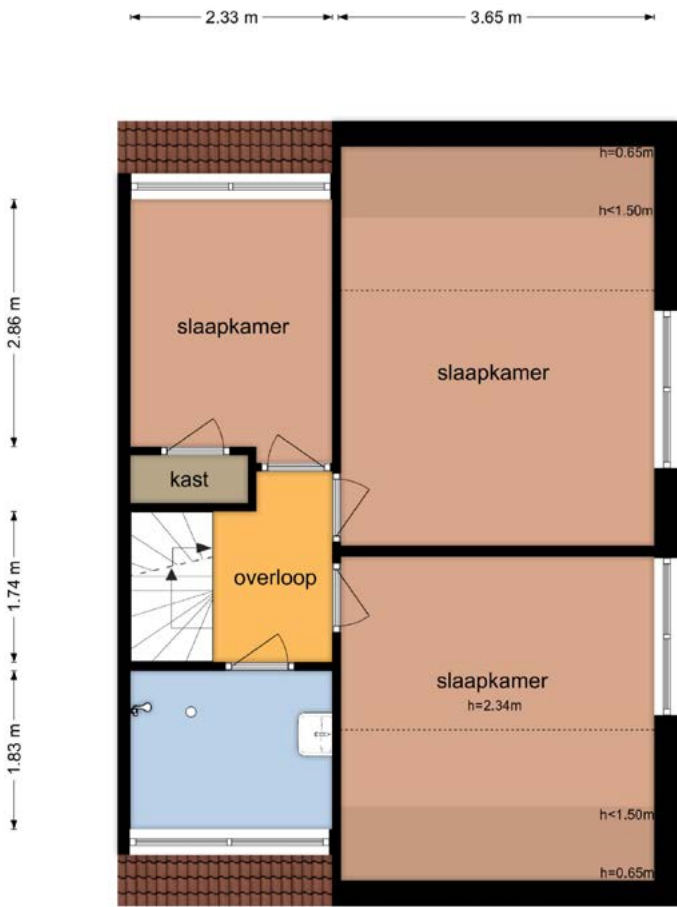 2.33 m
3.65 m
h=0.65m
h<1.50m
2.86 m
slaapkamer
slaapkamer
kast
1.74 m
overloop
slaapkamer
h=2.34m
1.83 m
h<1.50m
h=0.65m